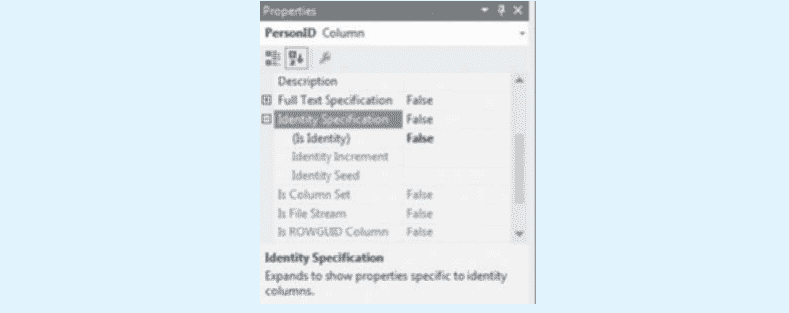 Properties
PersonID Column
Description
Full Text Specification False
Identity Specification False
(Is Identity) False
Identity Increment
Identity Seed
Is Column Set False
Is File Stream False
Is ROWGUID Column False
Identity Specification
Expands to show properties specific to identity
columns.